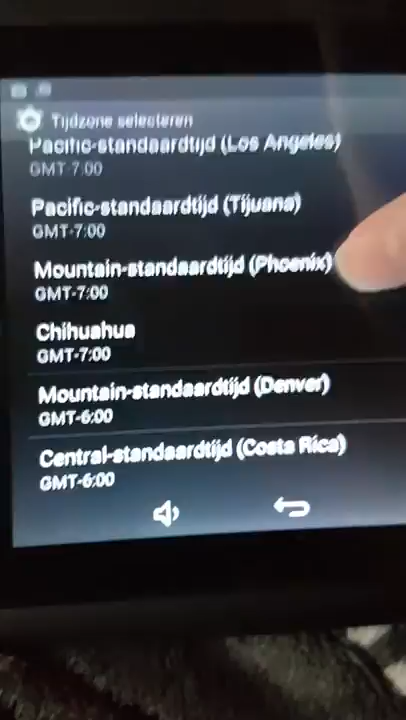 Tijdzone selecteren
Pacific-standaardtijd (Los Angeles)
GMT-7:00
Pacific-standaardtijd (Tijuana)
GMT-7:00
Mountain-standaardtijd (Phoenix)
GMT-7:00
Chihuahua
GMT-7:00
Mountain-standaardtijd (Denver)
GMT-6:00
Central-standaardtijd (Costa Rica)
GMT-6:00